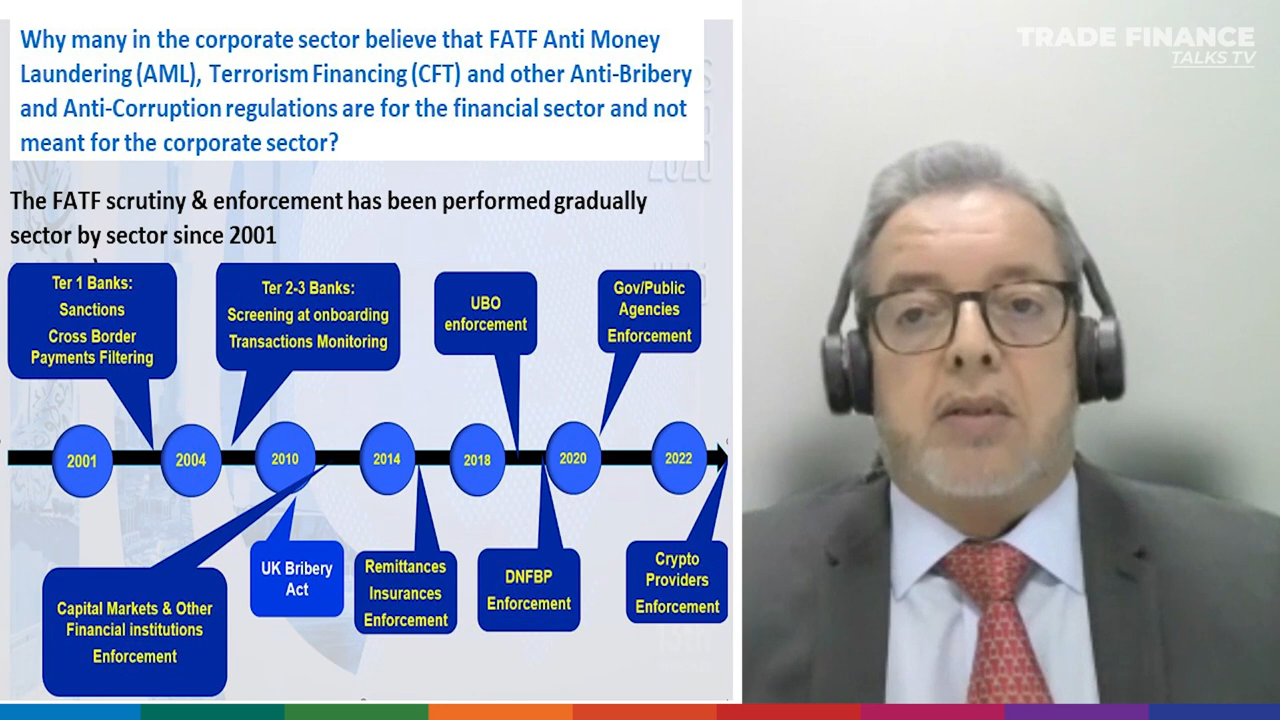 Why many in the corporate sector believe that FATF Anti Money
Laundering (AML), Terrorism Financing (CFT) and other Anti-Bribery
and Anti-Corruption regulations are for the financial sector and not
meant for the corporate sector?
The FATF scrutiny & enforcement has been performed gradually
sector by sector since 2001
Ter 1 Banks:
Sanctions
Cross Border
Payments Filtering
Ter 2-3 Banks:
Screening at onboarding
Transactions Monitoring
UBO
enforcement
Gov/Public
Agencies
Enforcement
2001
2004
2010
2014
2018
2020
2022
Capital Markets & Other
Financial institutions
Enforcement
UK Bribery
Act
Remittances
Insurances
Enforcement
DNFBP
Enforcement
Crypto
Providers
Enforcement
TRADE FINANCE
TALKS TV